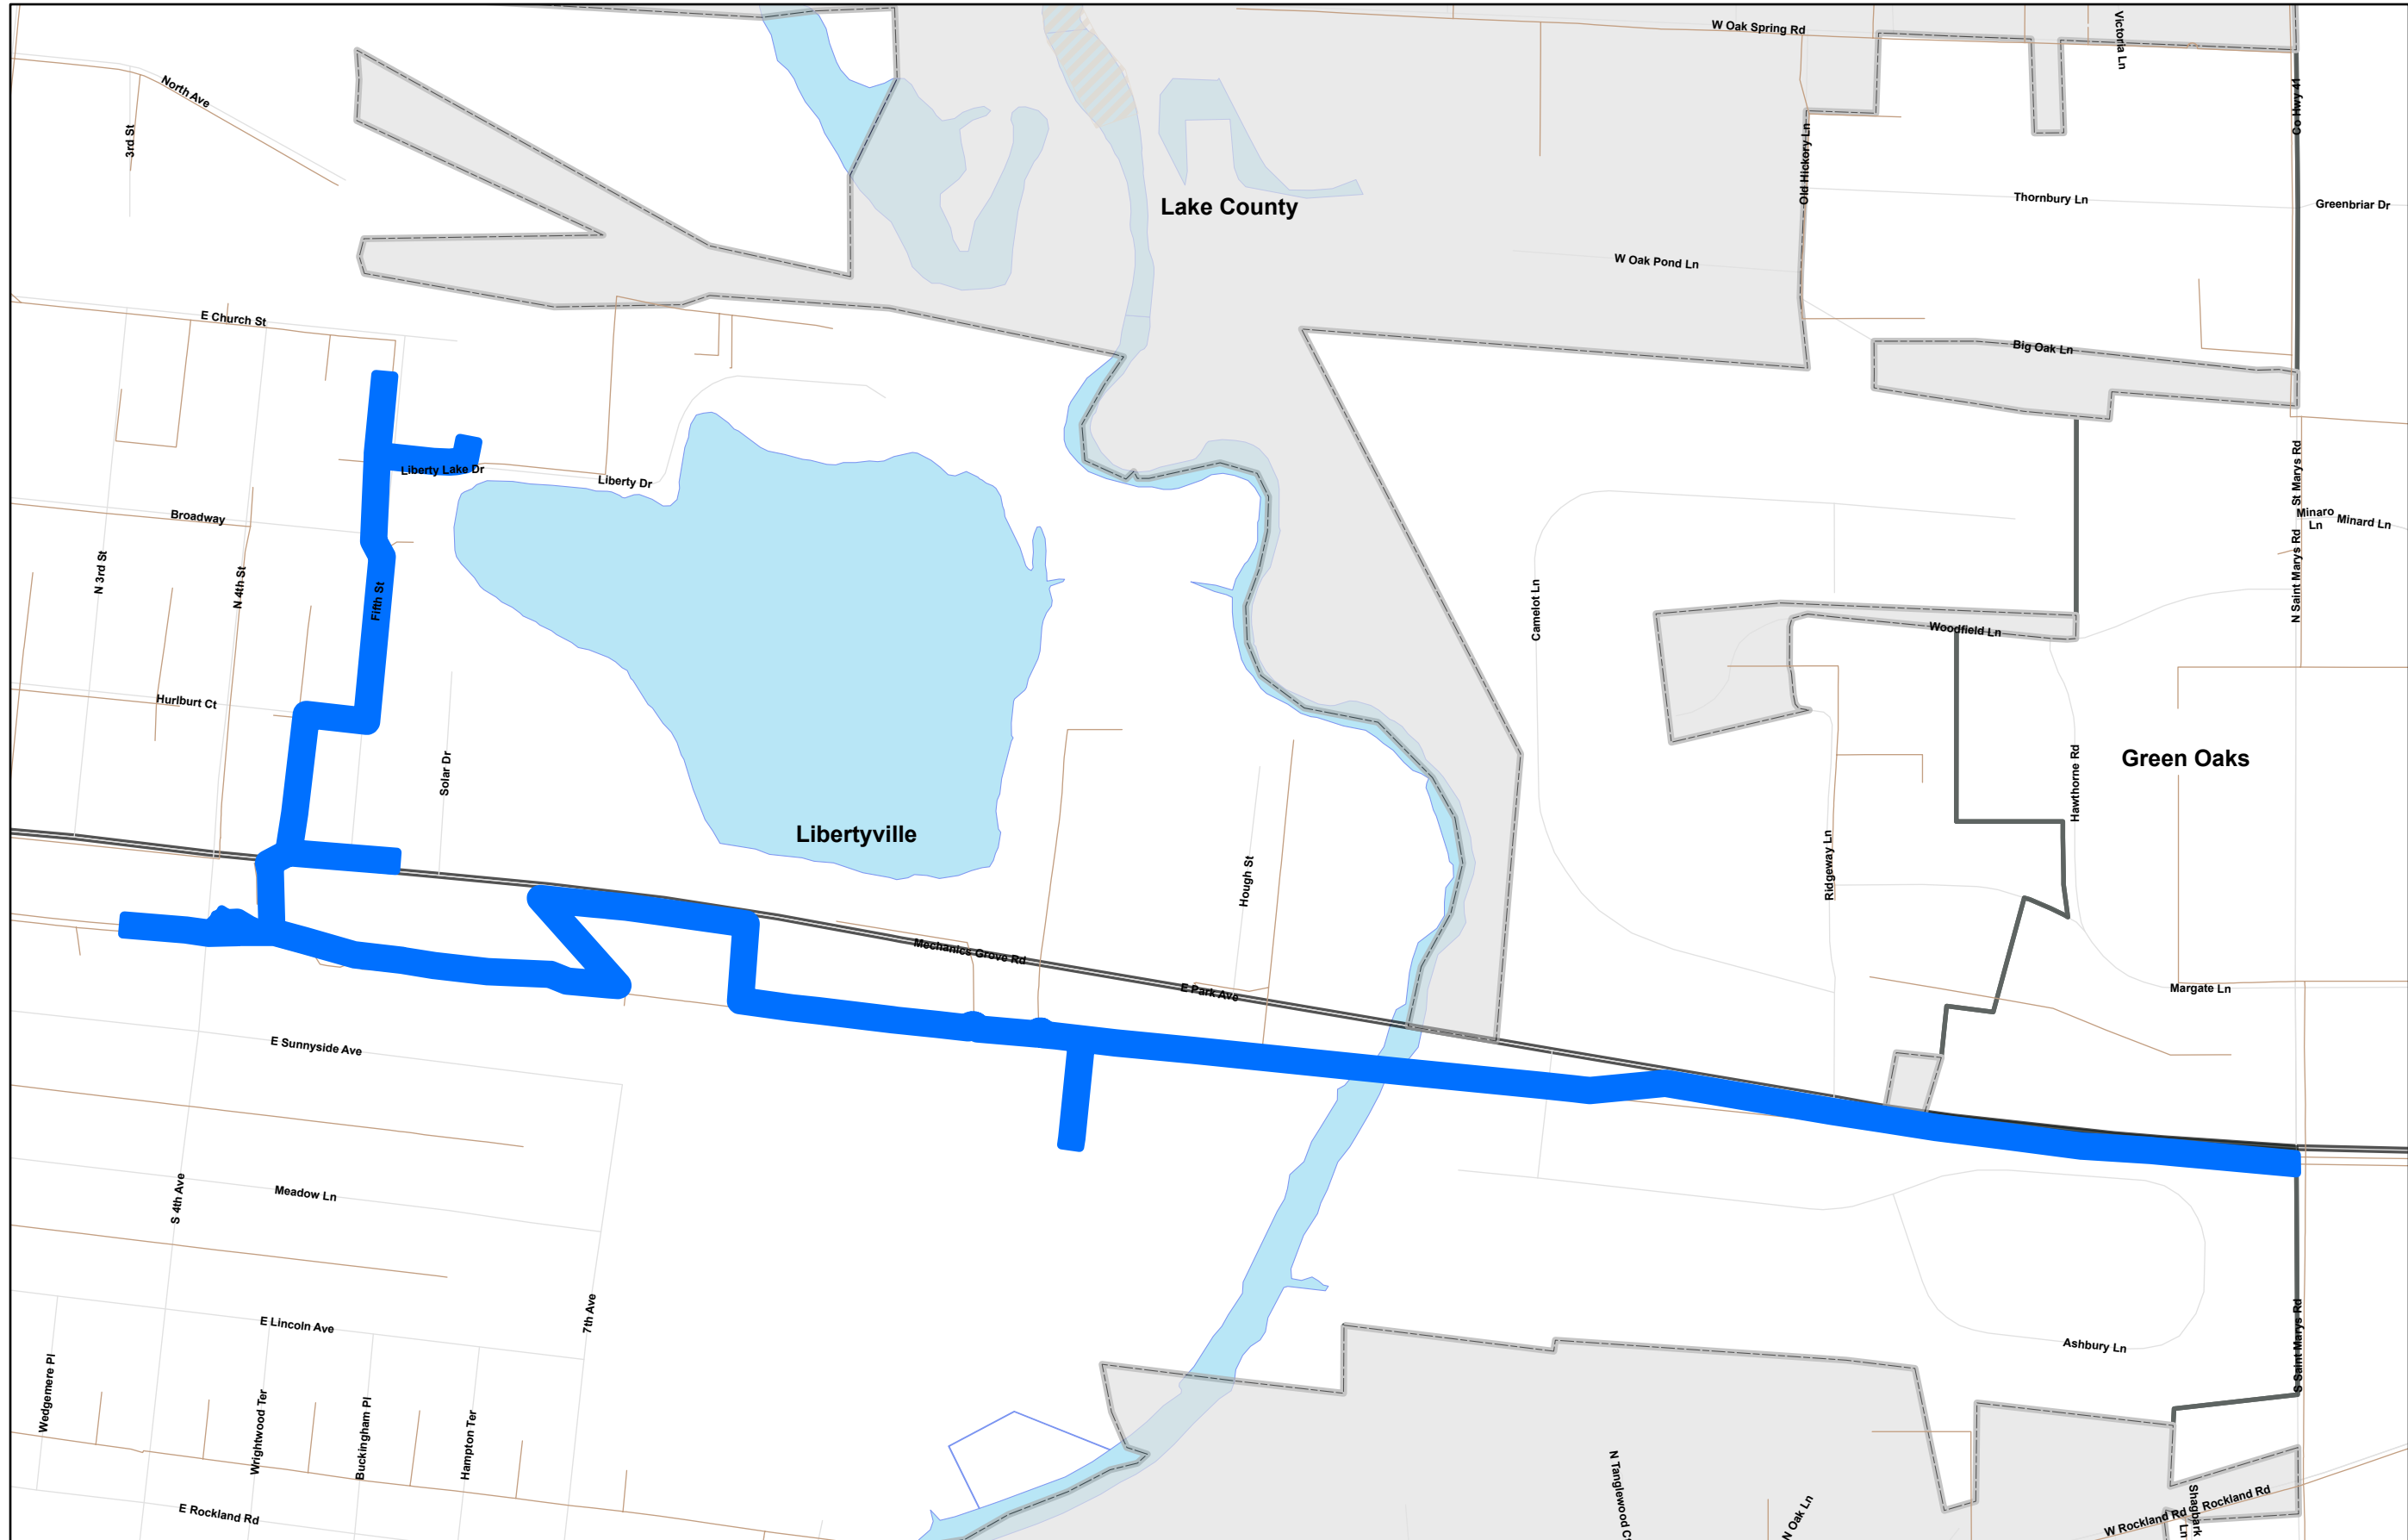 W Oak Spring Rd
Victoria Ln
North Ave
3rd St
Co Hwy 41
Old Hickory Ln
Lake County
Thornbury Ln
Greenbriar Dr
W Oak Pond Ln
E Church St
Big Oak Ln
Liberty Lake Dr
Liberty Dr
St Marys Rd
Broadway
Minaro
Ln
Minard Ln
N 3rd St
N 4th St
Fifth St
Camelot Ln
N Saint Marys Rd
Woodfield Ln
Hurlburt Ct
Solar Dr
Hawthorne Rd
Green Oaks
Libertyville
Hough St
Ridgeway Ln
Mechanics Grove Rd
E Park Ave
Margate Ln
E Sunnyside Ave
S 4th Ave
Meadow Ln
7th Ave
E Lincoln Ave
S Saint Marys Rd
Ashbury Ln
Wedgemere Pl
Wrightwood Ter
Buckingham Pl
Hampton Ter
E Rockland Rd
N Tanglewood
N Oak Ln
W Rockland Rd
Rockland Rd
Shagbark
Ln